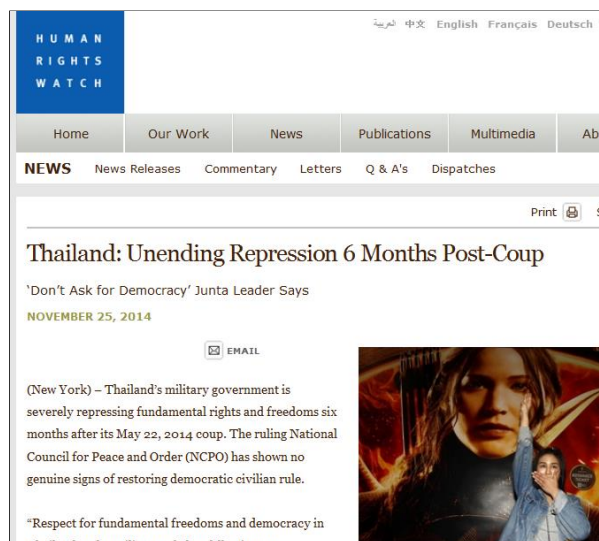 HUMAN
RIGHTS
WATCH
العربية 中文 English Français Deutsch
Home Our Work News Publications Multimedia Ab
NEWS News Releases Commentary Letters Q & A's Dispatches
Print S
Thailand: Unending Repression 6 Months Post-Coup
'Don't Ask for Democracy' Junta Leader Says
NOVEMBER 25, 2014
EMAIL
(New York) – Thailand's military government is
severely repressing fundamental rights and freedoms six
months after its May 22, 2014 coup. The ruling National
Council for Peace and Order (NCPO) has shown no
genuine signs of restoring democratic civilian rule.
"Respect for fundamental freedoms and democracy in